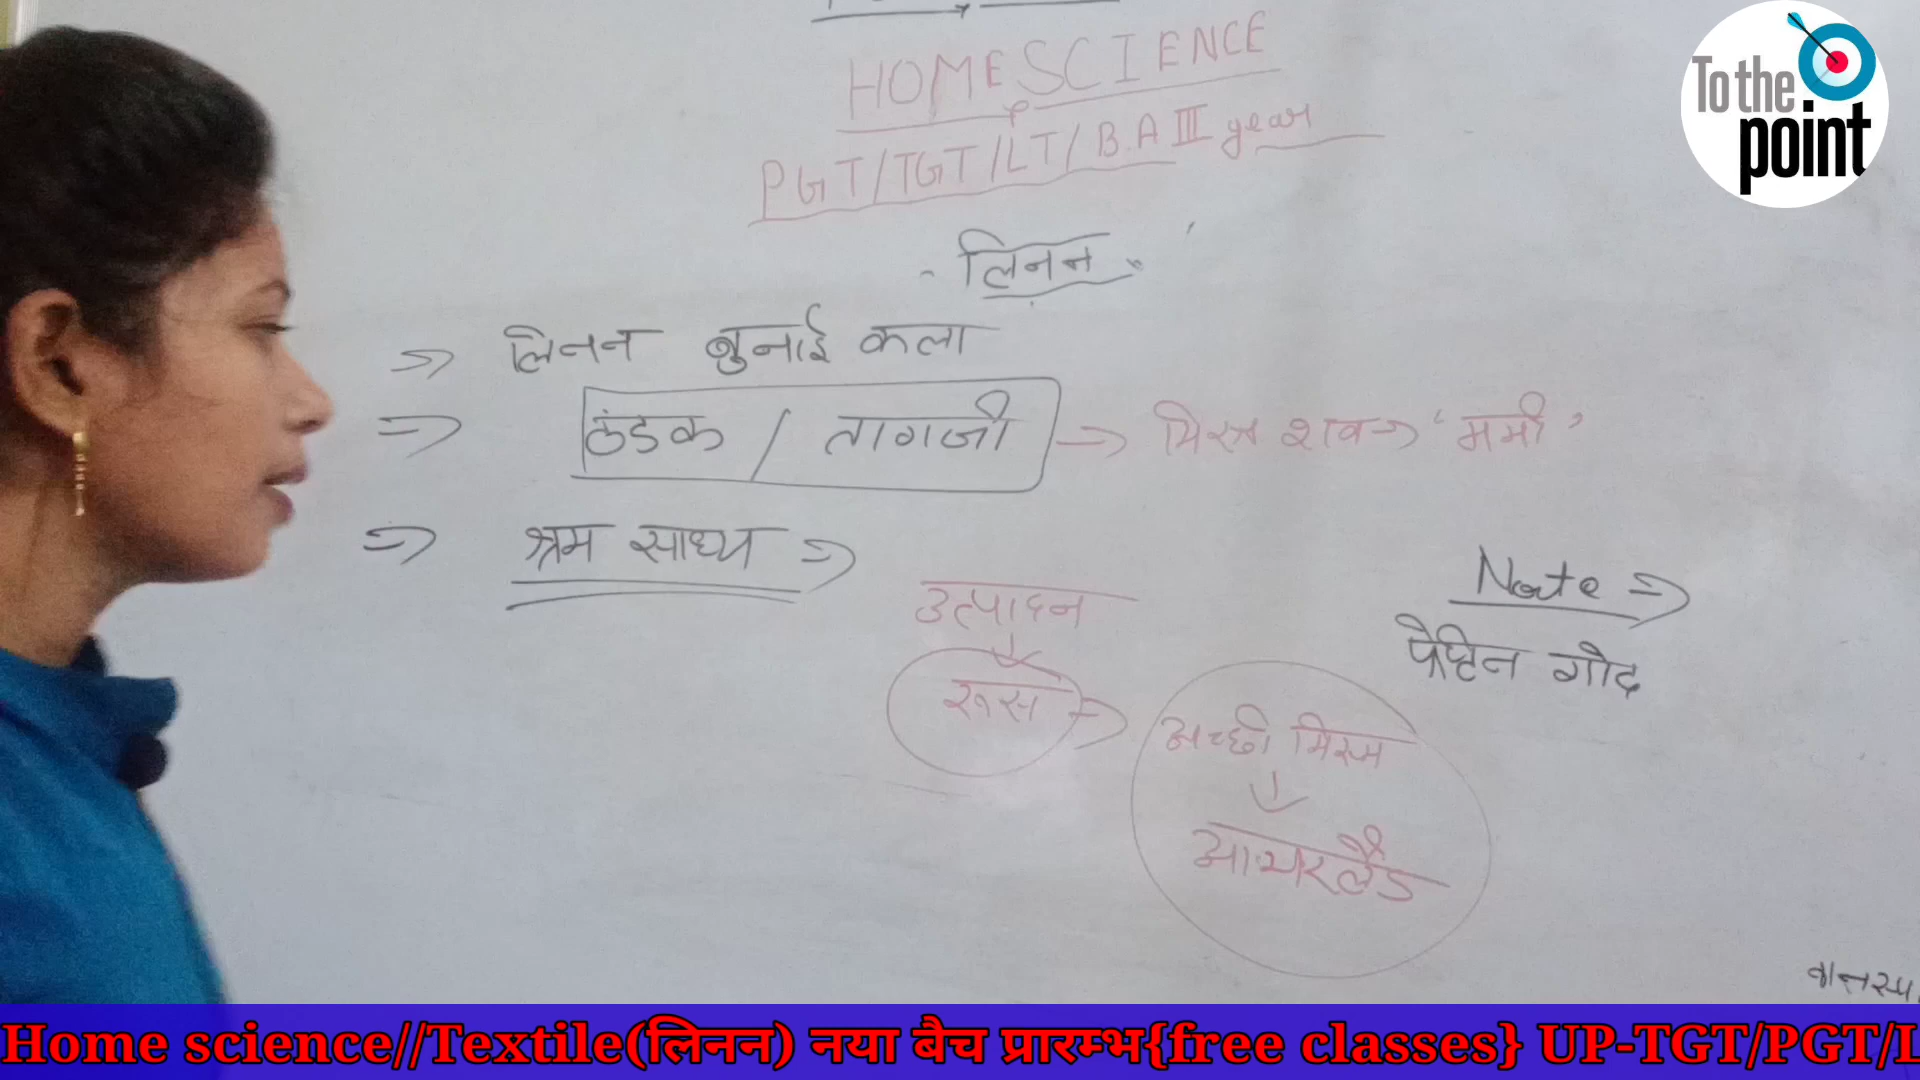 HOME SCIENCE
PGT/TGT/LT/B.A III year
लिनन
⇒ लिनन बुनाई कला
⇒ ठंडक / तागजी ⇒ मिस्र शव ⇒ 'ममी'
⇒ श्रम साध्य ⇒
उत्पादन
रूस ⇒
अच्छी मिस्म
आयरलैंड
Note ⇒
पैक्टिन गोद
वानस्प
To the point
Home science//Textile(लिनन) नया बैच प्रारम्भ{free classes} UP-TGT/PGT/L